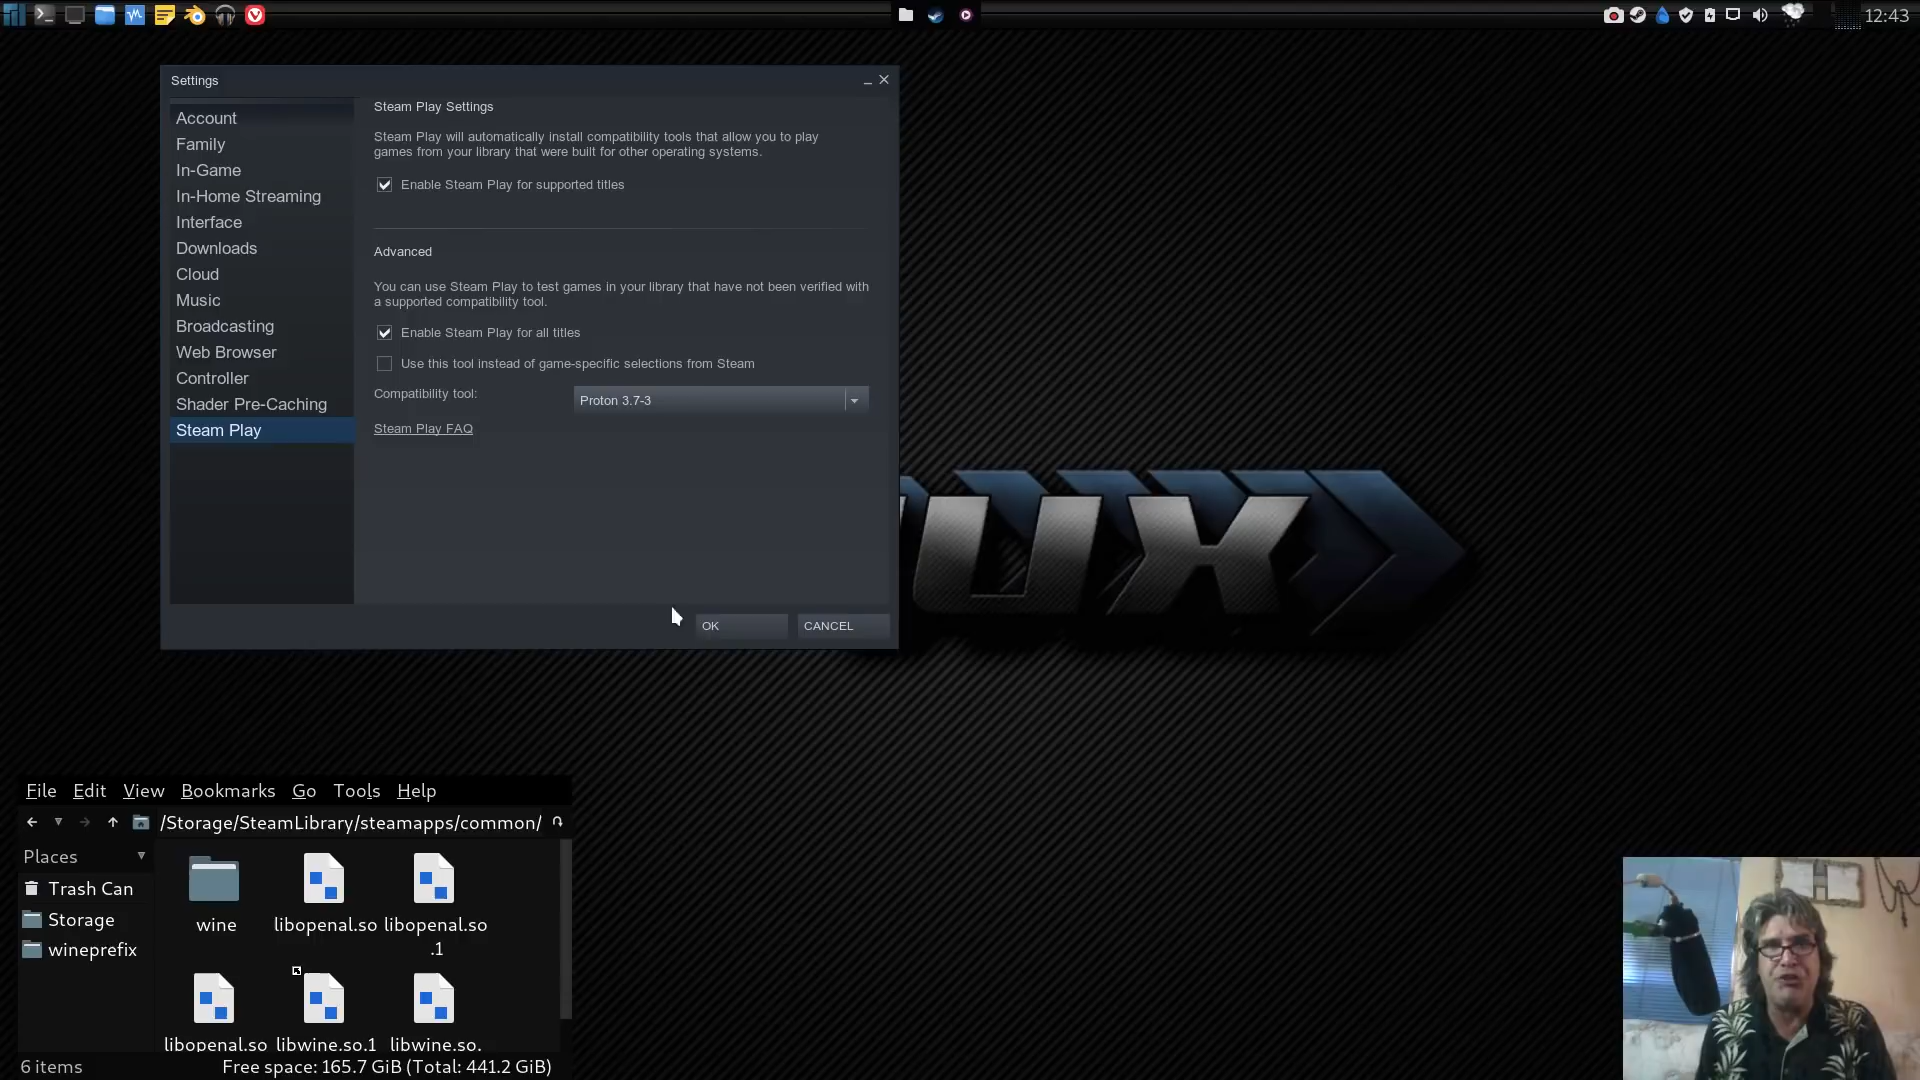 12:43
Settings
Account
Family
In-Game
In-Home Streaming
Interface
Downloads
Cloud
Music
Broadcasting
Web Browser
Controller
Shader Pre-Caching
Steam Play
Steam Play Settings
Steam Play will automatically install compatibility tools that allow you to play
games from your library that were built for other operating systems.
Enable Steam Play for supported titles
Advanced
You can use Steam Play to test games in your library that have not been verified with
a supported compatibility tool.
Enable Steam Play for all titles
Use this tool instead of game-specific selections from Steam
Compatibility tool:
Proton 3.7-3
Steam Play FAQ
OK
CANCEL
UX
File Edit View Bookmarks Go Tools Help
/Storage/SteamLibrary/steamapps/common/
Places
Trash Can
Storage
wineprefix
wine
libopenal.so
libopenal.so
.1
libopenal.so
libwine.so.1
libwine.so.
6 items
Free space: 165.7 GiB (Total: 441.2 GiB)